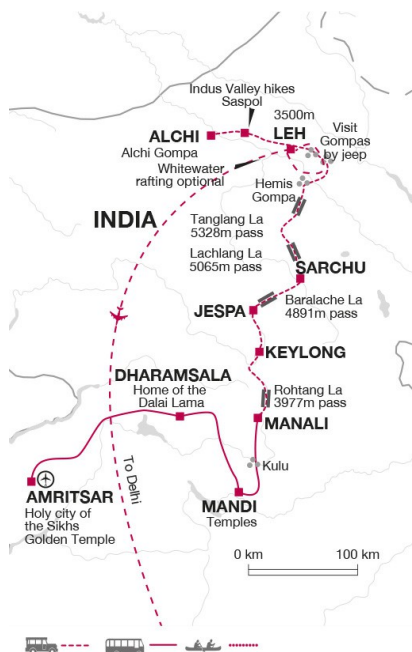 Indus Valley hikes
Saspol
3500m
LEH
ALCHI
Alchi Gompa
Visit
Gompas
by jeep
Whitewater
rafting optional
Hemis
Gompa
INDIA
Tanglang La
5328m pass
Lachlang La
5065m pass
SARCHU
JESPA
Baralache La
4891m pass
KEYLONG
DHARAMSALA
Home of the
Dalai Lama
Rohtang La
3977m pass
MANALI
Kulu
To Delhi
AMRITSAR
Holy city of
the Sikhs
Golden Temple
MANDI
Temples
0 km
100 km